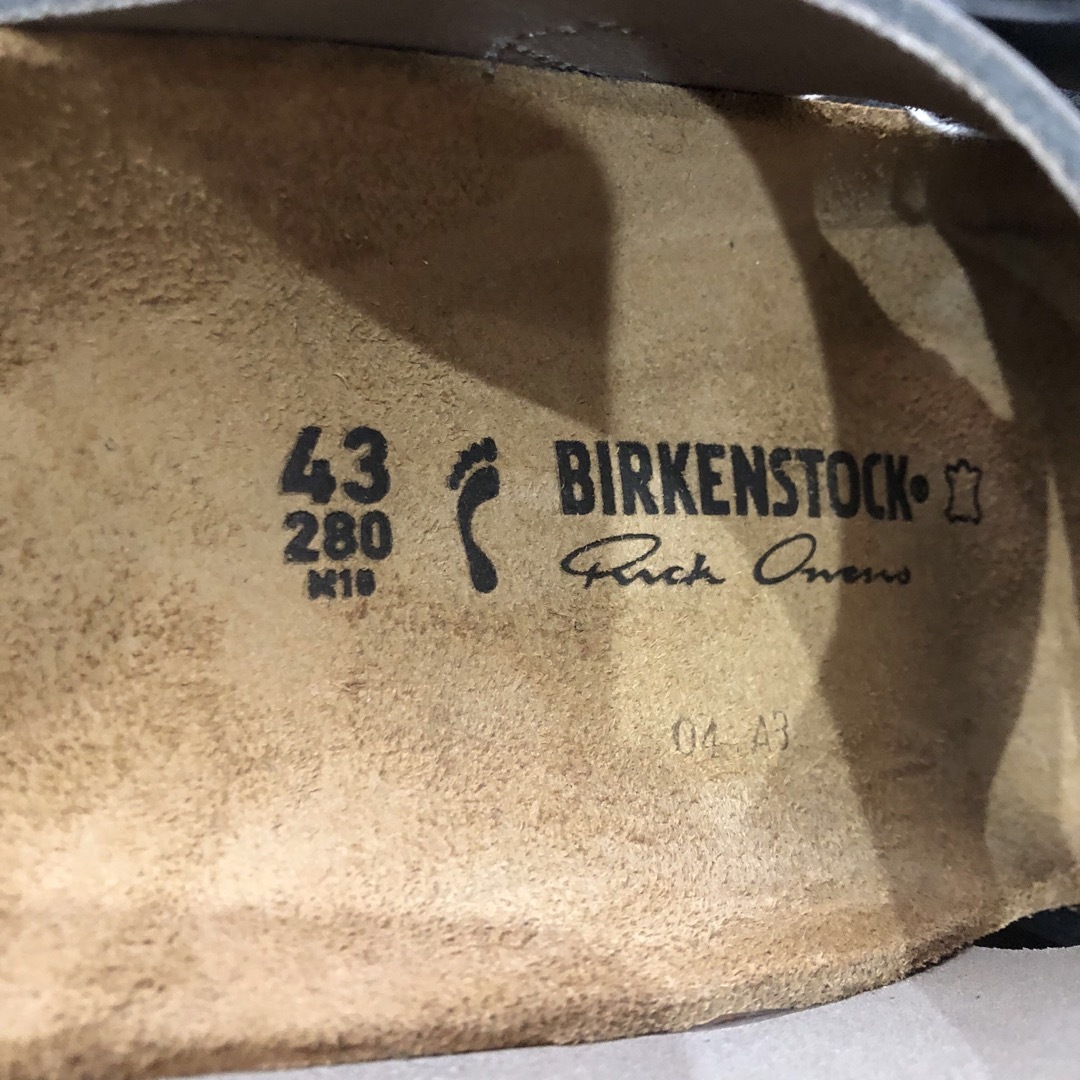 43
280
M10
BIRKENSTOCK
Rick Owens
04 A3